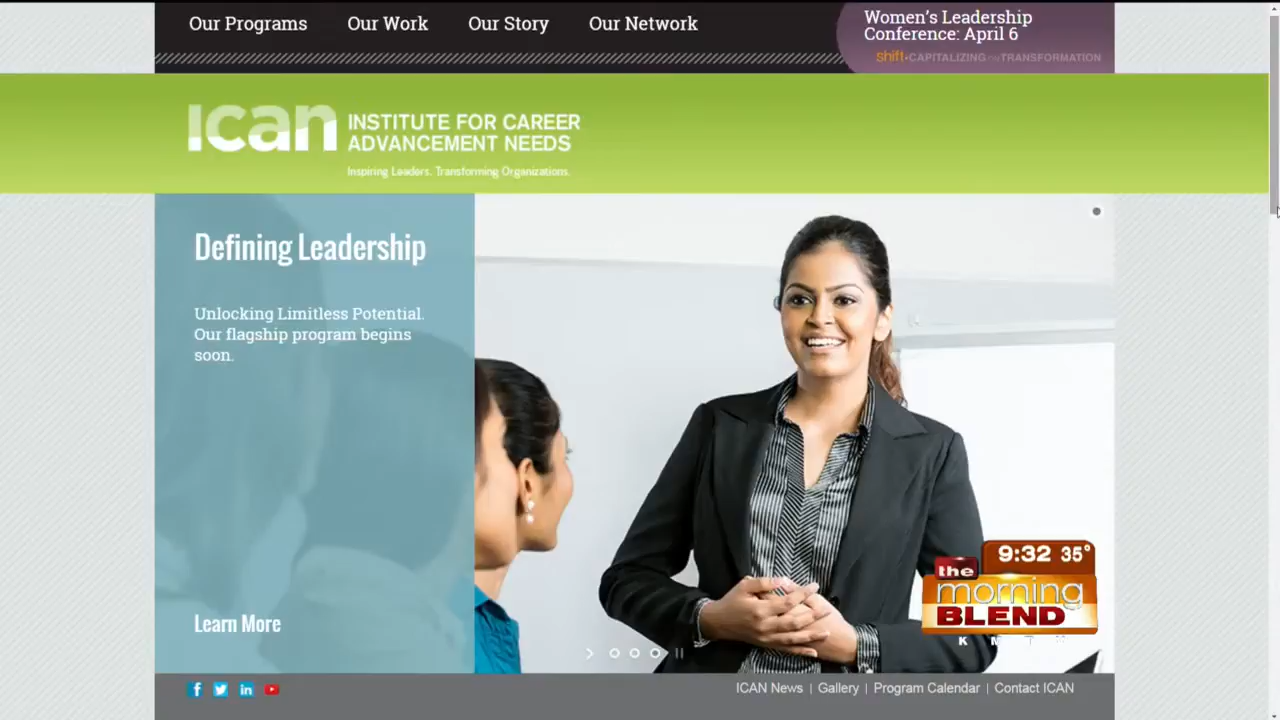 Our Programs
Our Work
Our Story
Our Network
Women's Leadership
Conference: April 6
shift•CAPITALIZING ON TRANSFORMATION
ican
INSTITUTE FOR CAREER
ADVANCEMENT NEEDS
Inspiring Leaders. Transforming Organizations.
Defining Leadership
Unlocking Limitless Potential.
Our flagship program begins
soon.
Learn More
9:32 35°
the
morning
BLEND
ICAN News | Gallery | Program Calendar | Contact ICAN